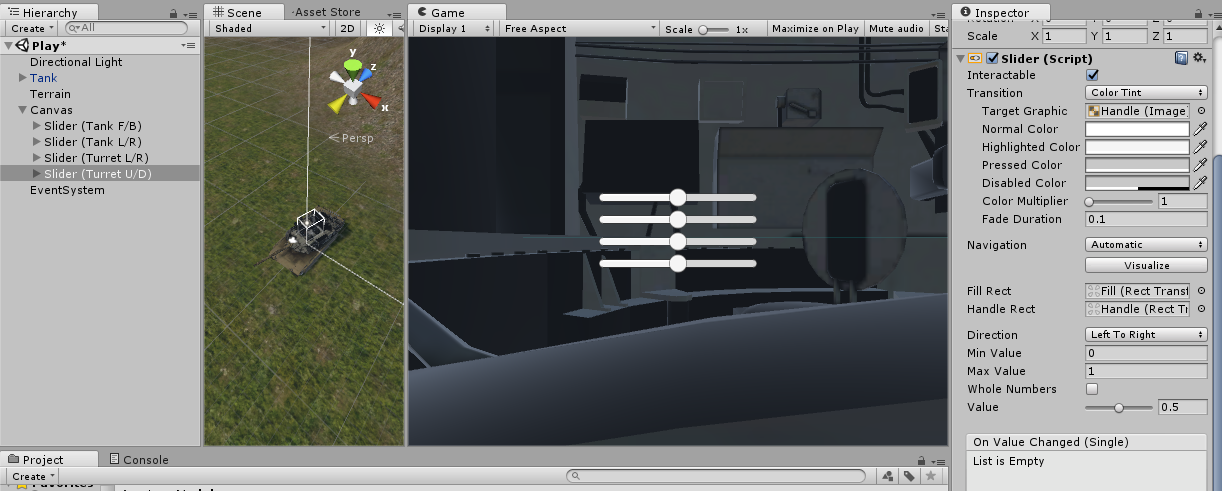 Hierarchy
Create
All
Play*
Directional Light
Tank
Terrain
Canvas
Slider (Tank F/B)
Slider (Tank L/R)
Slider (Turret L/R)
Slider (Turret U/D)
EventSystem
Scene
Asset Store
Shaded
2D
y
z
x
Persp
Game
Display 1
Free Aspect
Scale
1x
Maximize on Play
Mute audio
Sta
Inspector
Scale X 1 Y 1 Z 1
Slider (Script)
Interactable
Transition Color Tint
Target Graphic Handle (Image)
Normal Color
Highlighted Color
Pressed Color
Disabled Color
Color Multiplier 1
Fade Duration 0.1
Navigation Automatic
Visualize
Fill Rect Fill (Rect Transf
Handle Rect Handle (Rect Tr
Direction Left To Right
Min Value 0
Max Value 1
Whole Numbers
Value 0.5
On Value Changed (Single)
List is Empty
Project
Console
Create